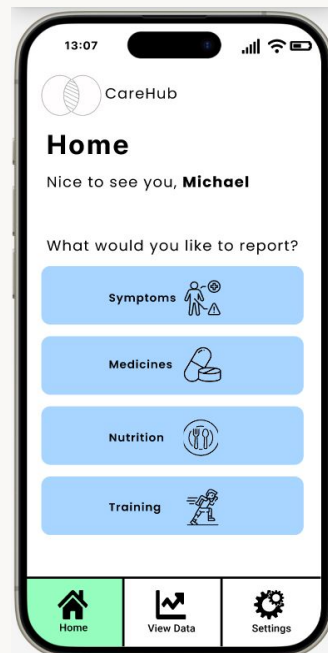 13:07
CareHub
Home
Nice to see you, Michael
What would you like to report?
Symptoms
Medicines
Nutrition
Training
Home
View Data
Settings